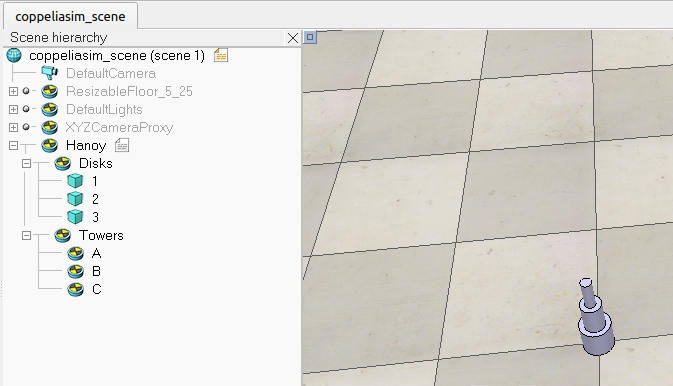 coppeliasim_scene
Scene hierarchy
coppeliasim_scene (scene 1)
DefaultCamera
ResizableFloor_5_25
DefaultLights
XYZCameraProxy
Hanoy
Disks
1
2
3
Towers
A
B
C